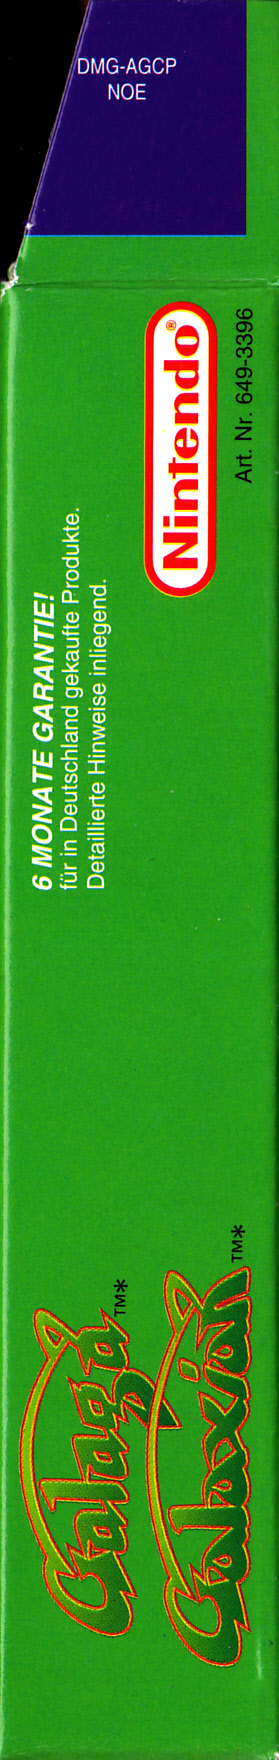 DMG-AGCP
NOE
6 MONATE GARANTIE!
für in Deutschland gekaufte Produkte.
Detaillierte Hinweise inliegend.
Nintendo®
Art. Nr. 649-3396
Galaga™*
Galaxian™*